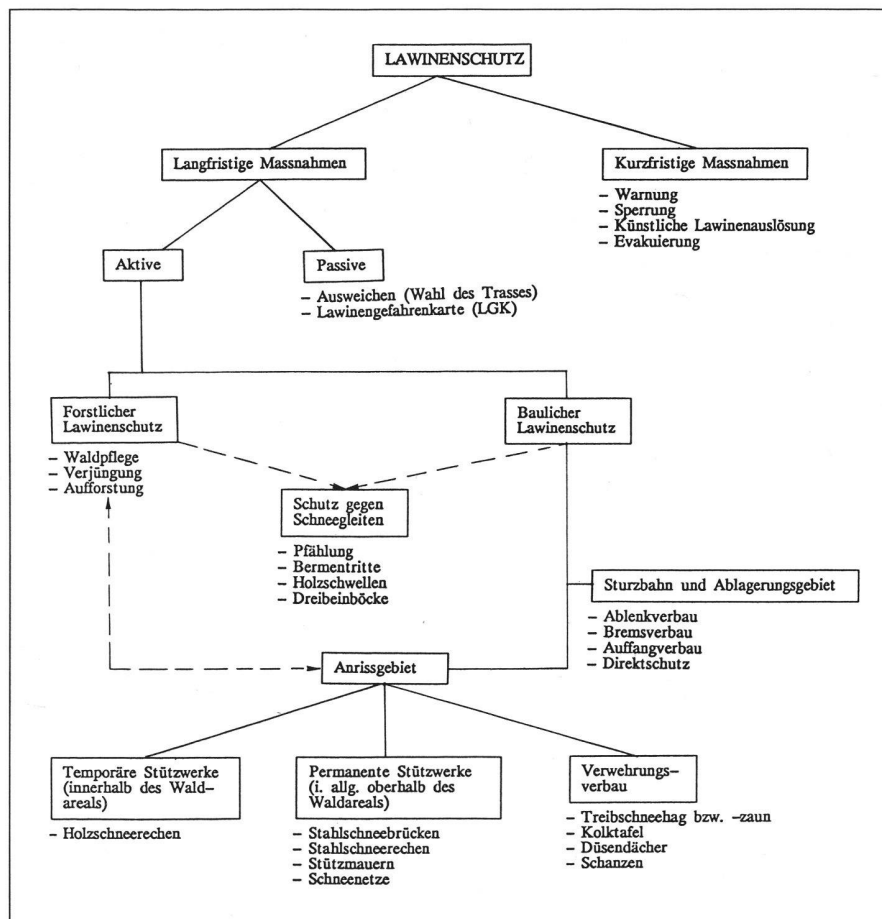 LAWINENSCHUTZ
Langfristige Massnahmen
Kurzfristige Massnahmen
– Warnung
– Sperrung
– Künstliche Lawinenauslösung
– Evakuierung
Aktive
Passive
– Ausweichen (Wahl des Trasses)
– Lawinengefahrenkarte (LGK)
Forstlicher
Lawinenschutz
– Waldpflege
– Verjüngung
– Aufforstung
Baulicher
Lawinenschutz
Schutz gegen
Schneegleiten
– Pfählung
– Bermentritte
– Holzschwellen
– Dreibeinböcke
Sturzbahn und Ablagerungsgebiet
– Ablenkverbau
– Bremsverbau
– Auffangverbau
– Direktschutz
Anrissgebiet
Temporäre Stützwerke
(innerhalb des Wald–
areals)
– Holzschneerechen
Permanente Stützwerke
(i. allg. oberhalb des
Waldareals)
– Stahlschneebrücken
– Stahlschneerechen
– Stützmauern
– Schneenetze
Verwehrungs–
verbau
– Treibschneehag bzw. –zaun
– Kolktafel
– Düsendächer
– Schanzen